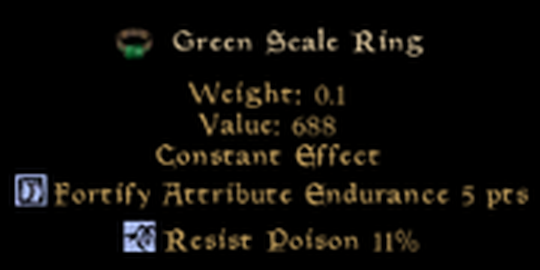 Green Scale Ring
Weight: 0.1
Value: 688
Constant Effect
Fortify Attribute Endurance 5 pts
Resist Poison 11%